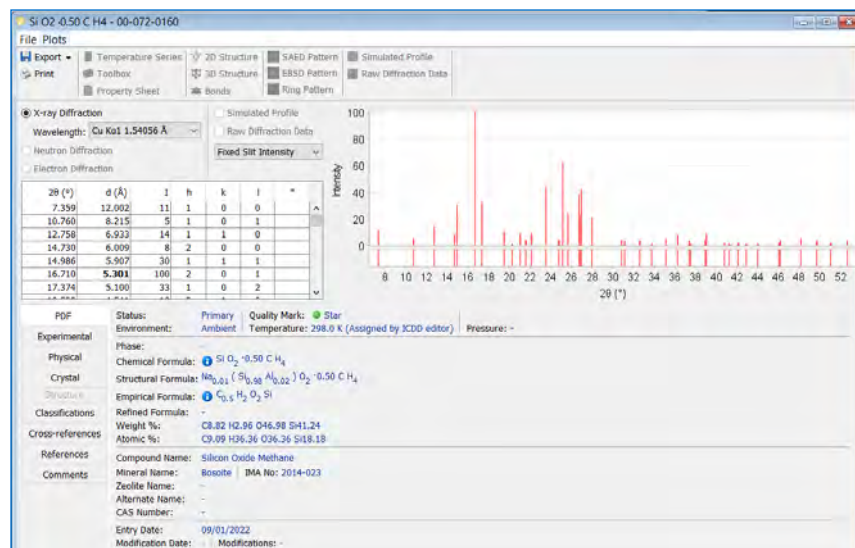 Si O2 ·0.50 C H4 - 00-072-0160
File Plots
Export Temperature Series 2D Structure SAED Pattern Simulated Profile
Print Toolbox 3D Structure EBSD Pattern Raw Diffraction Data
Property Sheet Bonds Ring Pattern
X-ray Diffraction Simulated Profile
Wavelength: Cu Kα1 1.54056 Å Raw Diffraction Data
Neutron Diffraction Fixed Slit Intensity
Electron Diffraction
2θ (°) d (Å) I h k l *
7.359 12.002 11 1 0 0
10.760 8.215 5 1 0 1
12.758 6.933 14 1 1 0
14.730 6.009 8 2 0 0
14.986 5.907 30 1 1 1
16.710 5.301 100 2 0 1
17.374 5.100 33 1 0 2
Intensity
100
80
60
40
20
0
8 10 12 14 16 18 20 22 24 26 28 30 32 34 36 38 40 42 44 46 48 50 52
2θ (°)
PDF
Experimental
Physical
Crystal
Structure
Classifications
Cross-references
References
Comments
Status: Primary Quality Mark: Star
Environment: Ambient Temperature: 298.0 K (Assigned by ICDD editor) Pressure: -
Phase: -
Chemical Formula: Si O2 ·0.50 C H4
Structural Formula: Na0.01 ( Si0.98 Al0.02 ) O2 ·0.50 C H4
Empirical Formula: C0.5 H2 O2 Si
Refined Formula: -
Weight %: C8.82 H2.96 O46.98 Si41.24
Atomic %: C9.09 H36.36 O36.36 Si18.18
Compound Name: Silicon Oxide Methane
Mineral Name: Bosoite IMA No: 2014-023
Zeolite Name: -
Alternate Name: -
CAS Number: -
Entry Date: 09/01/2022
Modification Date: - Modifications: -